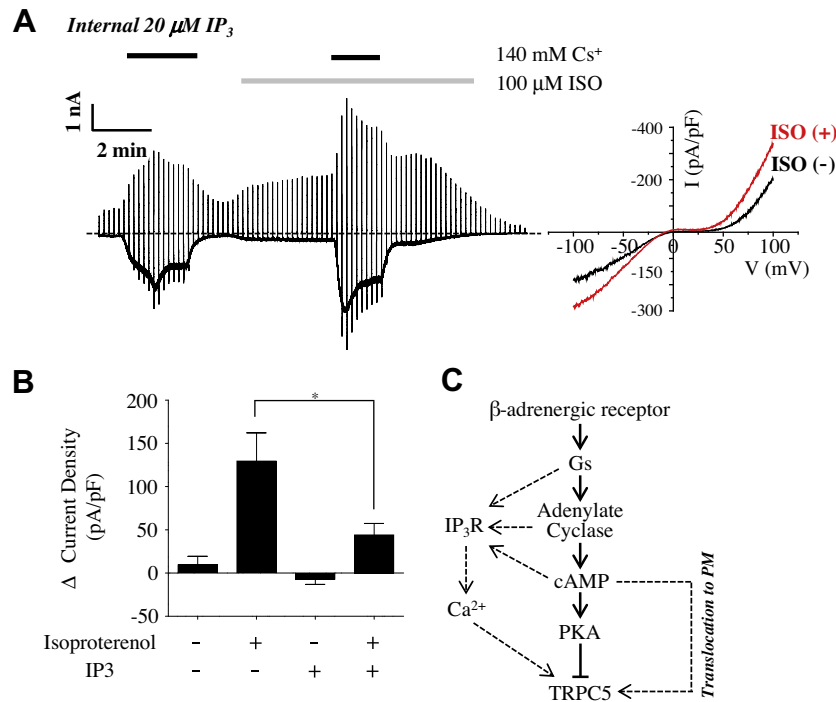 A
Internal 20 µM IP₃
140 mM Cs⁺
100 µM ISO
1 nA
2 min
I (pA/pF)
-400
-200
-150
-300
ISO (+)
ISO (-)
-100 -50 0 50 100
V (mV)
B
Δ Current Density
(pA/pF)
200
150
100
50
0
-50
*
Isoproterenol - + - +
IP3 - - + +
C
β-adrenergic receptor
Gs
IP₃R
Adenylate
Cyclase
cAMP
Ca²⁺
PKA
TRPC5
Translocation to PM